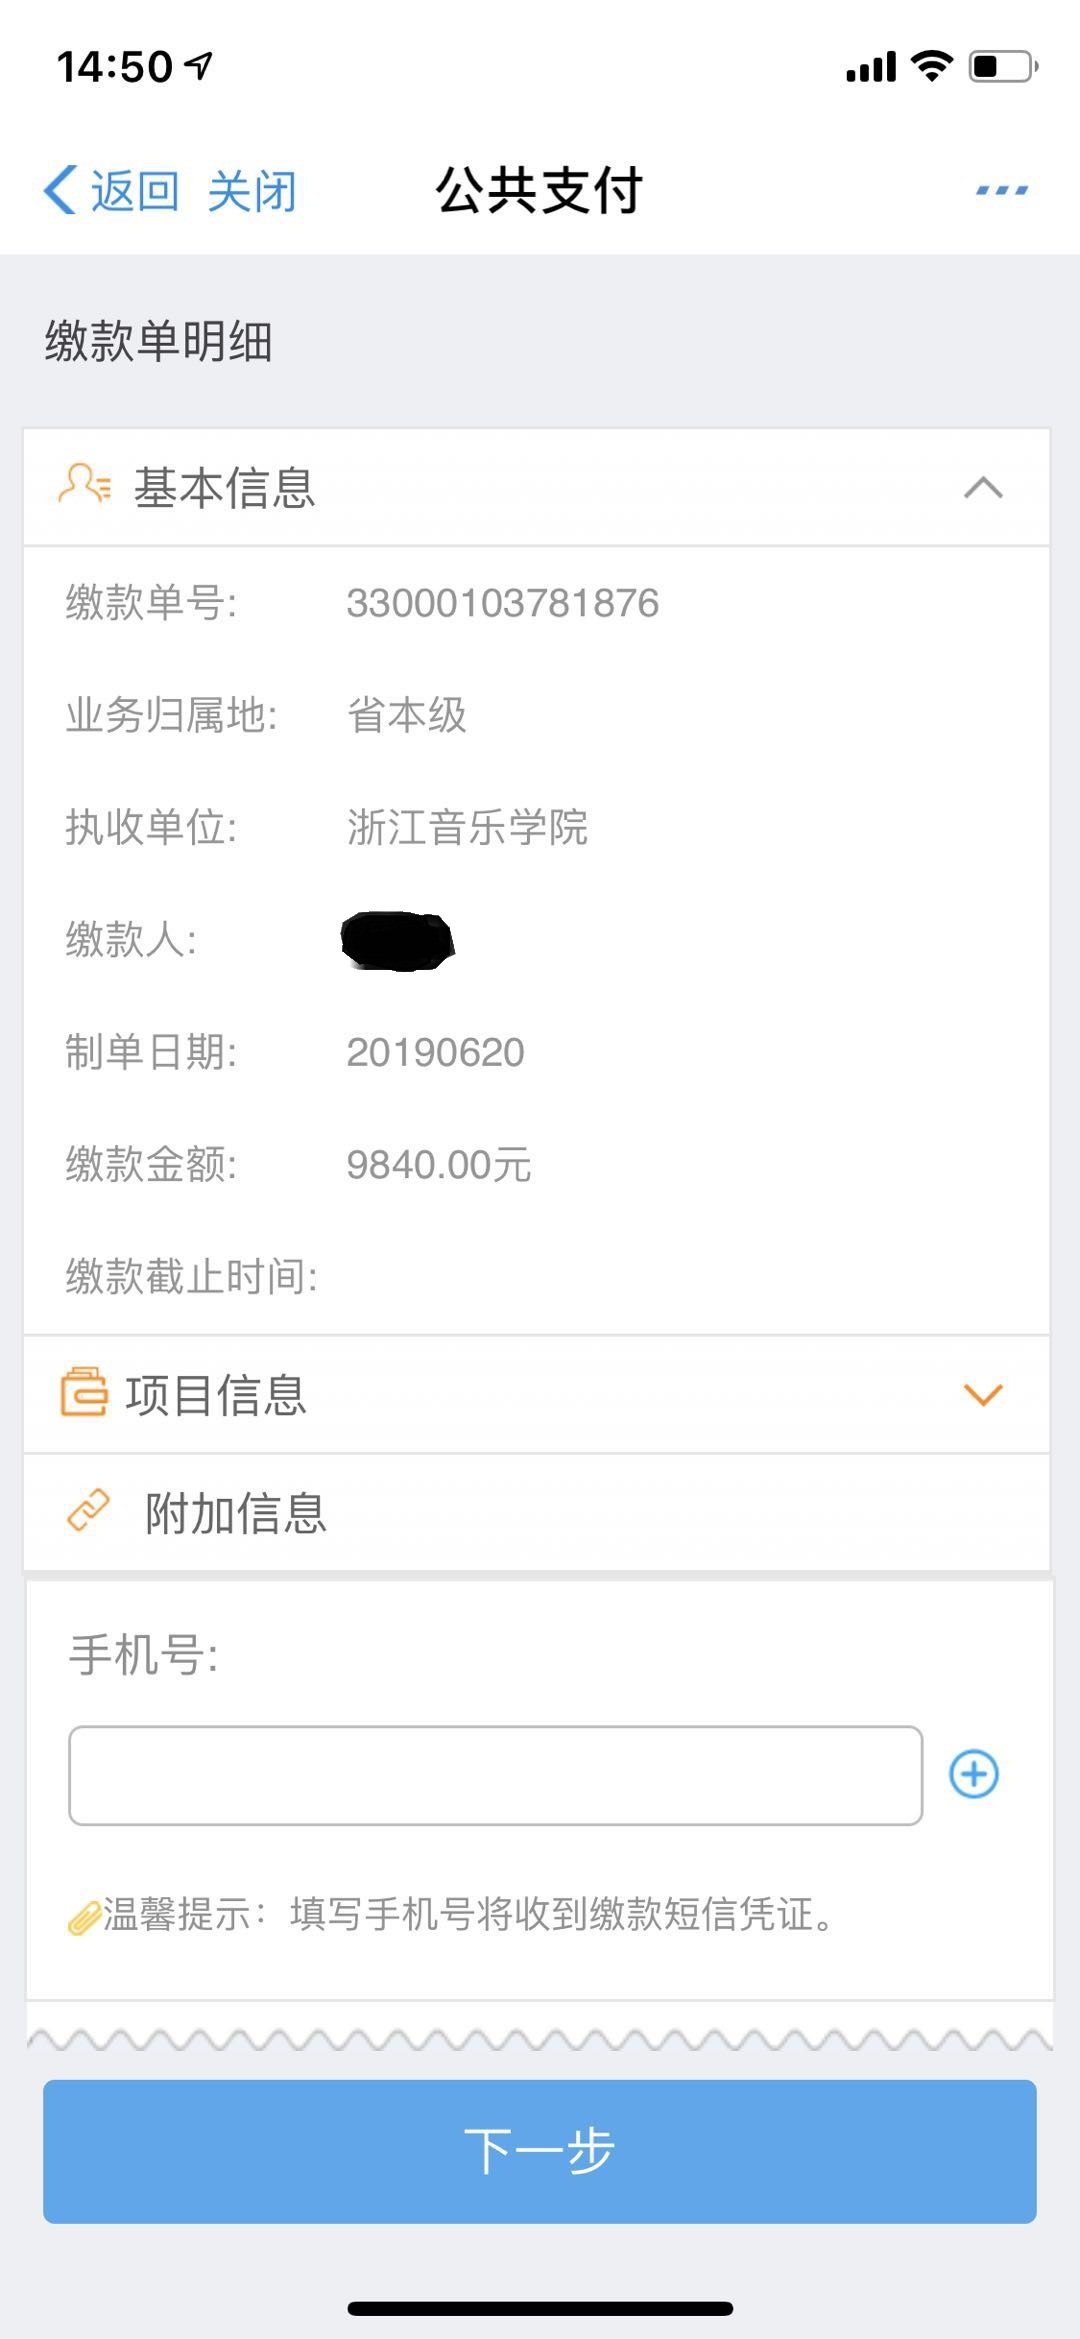 14:50
返回 关闭 公共支付
缴款单明细
基本信息
缴款单号: 33000103781876
业务归属地: 省本级
执收单位: 浙江音乐学院
缴款人:
制单日期: 20190620
缴款金额: 9840.00元
缴款截止时间:
项目信息
附加信息
手机号:
温馨提示：填写手机号将收到缴款短信凭证。
下一步